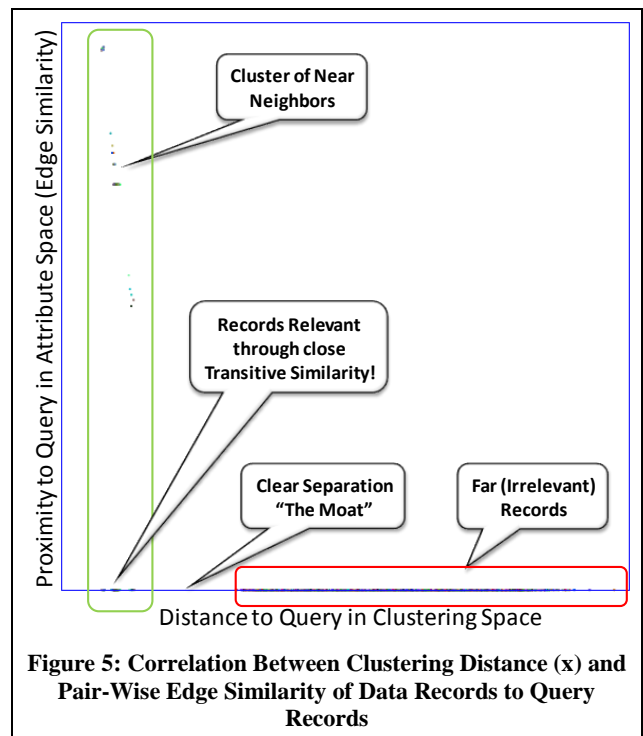 Proximity to Query in Attribute Space (Edge Similarity)
Cluster of Near
Neighbors
Records Relevant
through close
Transitive Similarity!
Clear Separation
“The Moat”
Far (Irrelevant)
Records
Distance to Query in Clustering Space
Figure 5: Correlation Between Clustering Distance (x) and
Pair-Wise Edge Similarity of Data Records to Query
Records